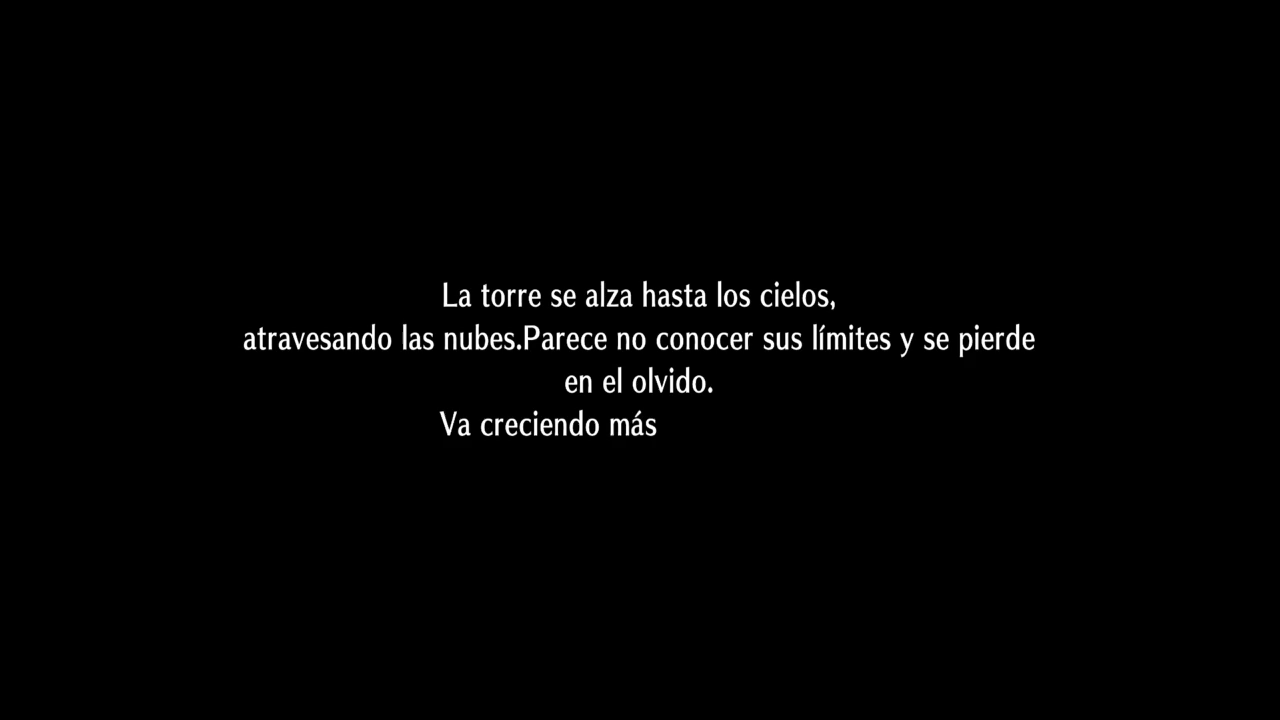 La torre se alza hasta los cielos,
atravesando las nubes.Parece no conocer sus límites y se pierde
en el olvido.
Va creciendo más